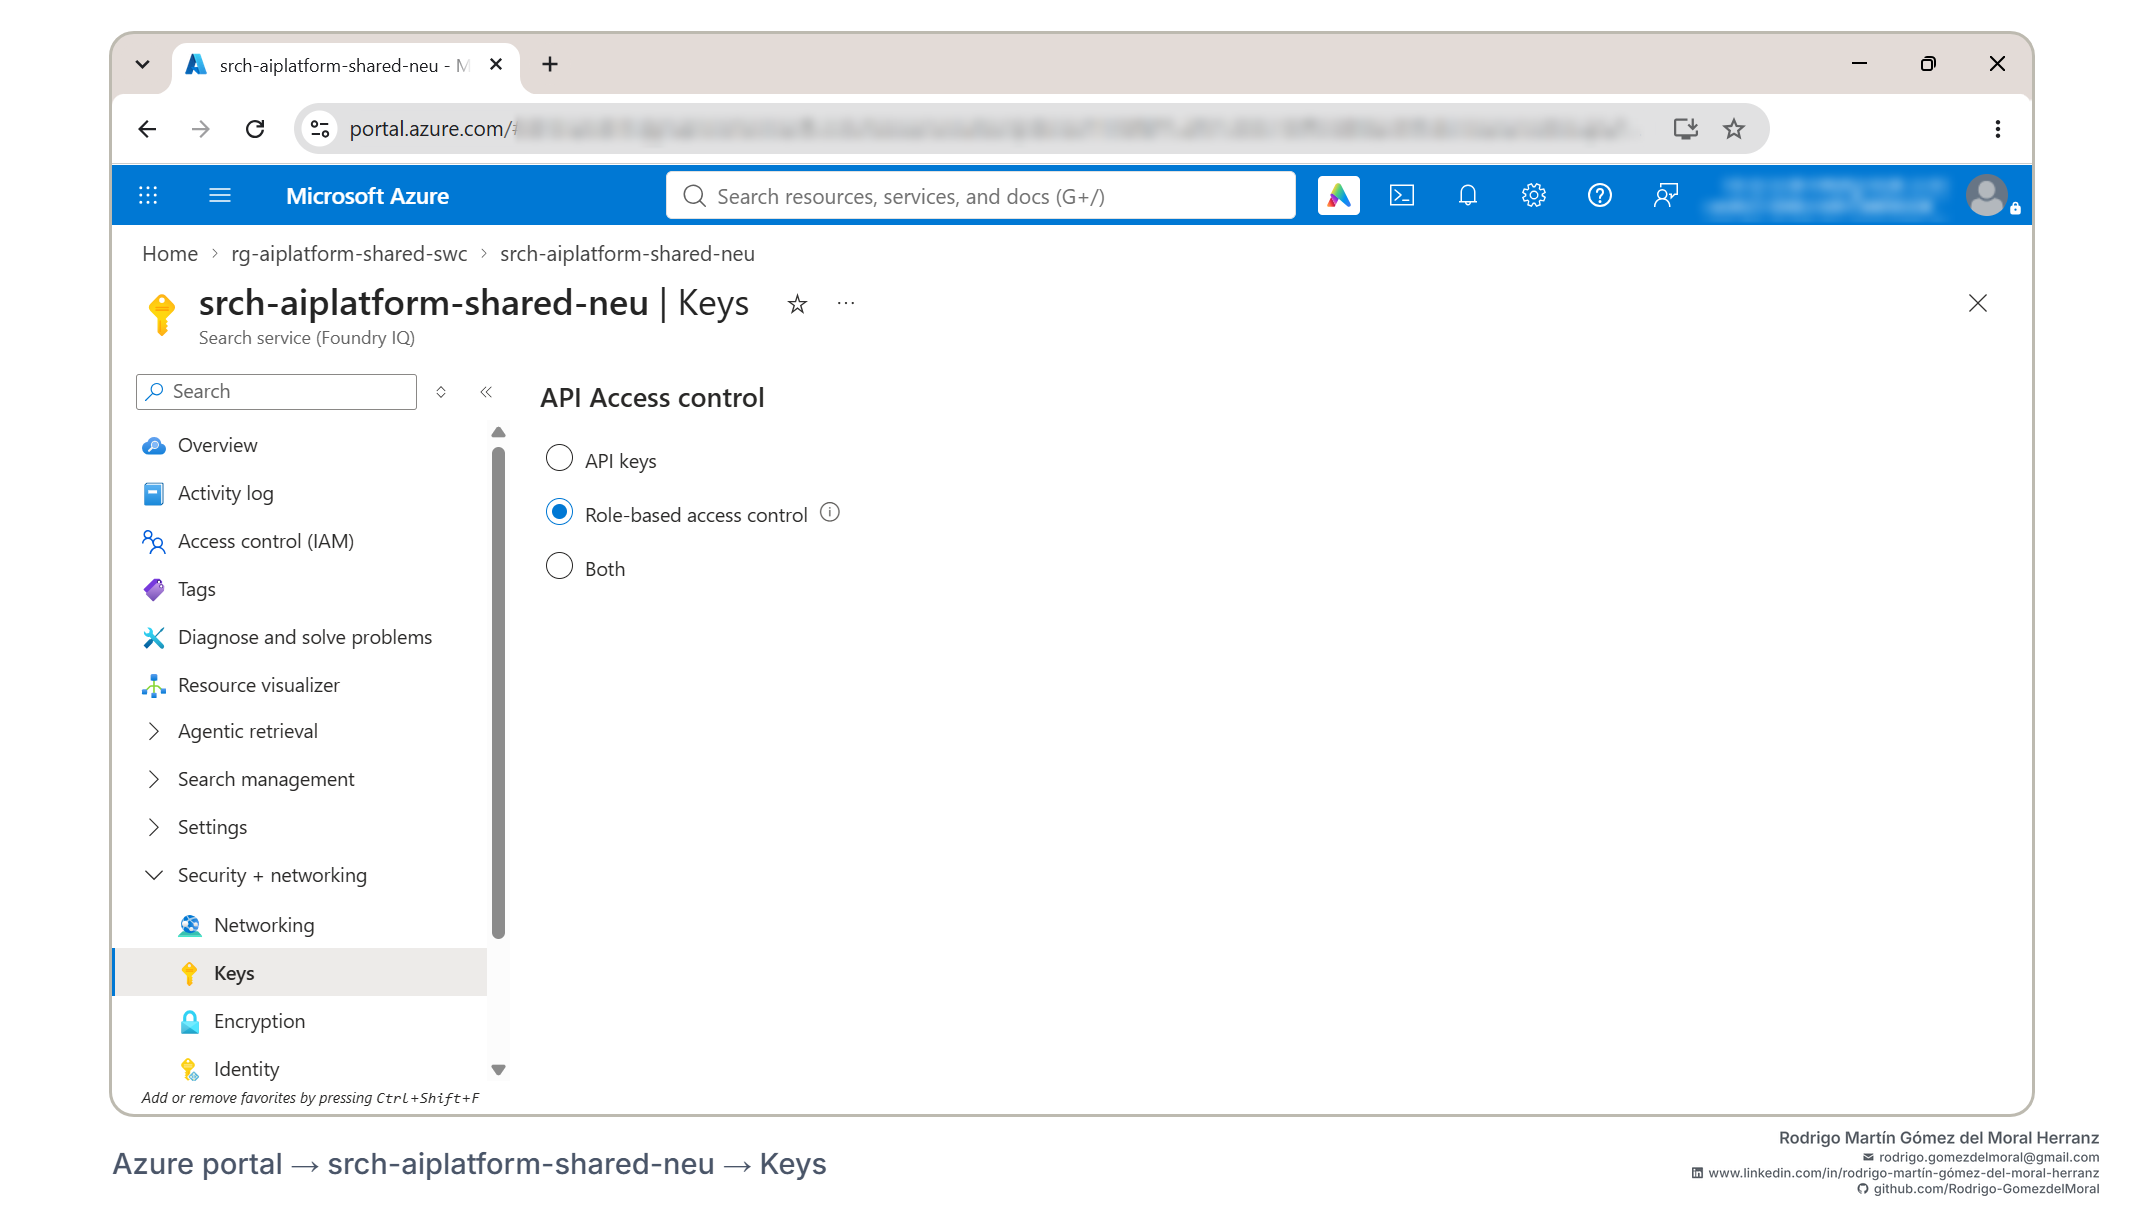 srch-aiplatform-shared-neu - M
portal.azure.com/
Microsoft Azure
Search resources, services, and docs (G+/)
Home > rg-aiplatform-shared-swc > srch-aiplatform-shared-neu
srch-aiplatform-shared-neu | Keys
Search service (Foundry IQ)
Search
Overview
Activity log
Access control (IAM)
Tags
Diagnose and solve problems
Resource visualizer
Agentic retrieval
Search management
Settings
Security + networking
Networking
Keys
Encryption
Identity
Add or remove favorites by pressing Ctrl+Shift+F
API Access control
API keys
Role-based access control
Both
Azure portal → srch-aiplatform-shared-neu → Keys
Rodrigo Martín Gómez del Moral Herranz
rodrigo.gomezdelmoral@gmail.com
www.linkedin.com/in/rodrigo-martín-gómez-del-moral-herranz
github.com/Rodrigo-GomezdelMoral